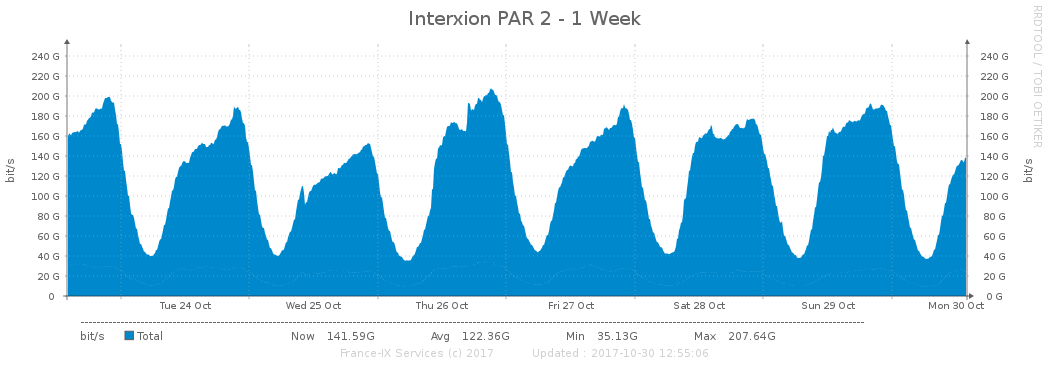 Interxion PAR 2 - 1 Week
RRDTOOL / TOBI OETIKER
240 G 240 G
220 G 220 G
200 G 200 G
180 G 180 G
160 G 160 G
140 G 140 G
120 G 120 G
100 G 100 G
80 G 80 G
60 G 60 G
40 G 40 G
20 G 20 G
0 0 G
bit/s
bit/s
Tue 24 Oct Wed 25 Oct Thu 26 Oct Fri 27 Oct Sat 28 Oct Sun 29 Oct Mon 30 Oct
bit/s Total Now 141.59G Avg 122.36G Min 35.13G Max 207.64G
France-IX Services (c) 2017 Updated : 2017-10-30 12:55:06